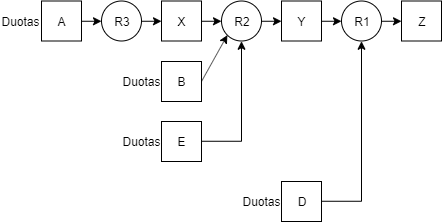 Duotas A R3 X R2 Y R1 Z
Duotas B
Duotas E
Duotas D